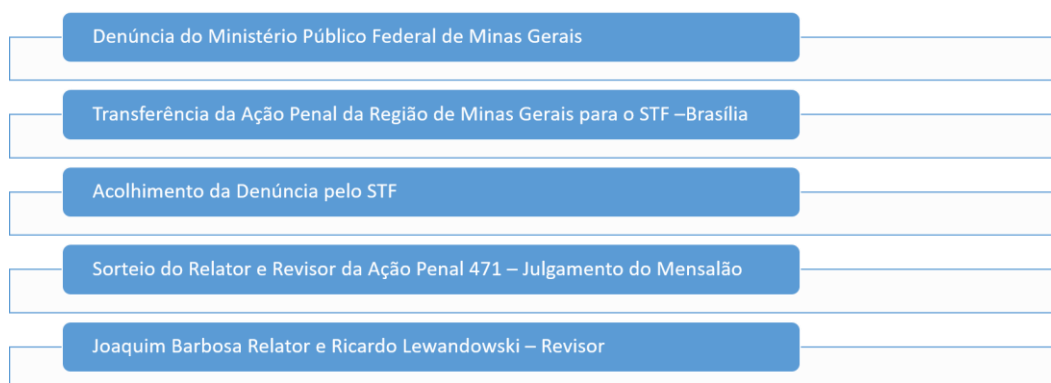 Denúncia do Ministério Público Federal de Minas Gerais
Transferência da Ação Penal da Região de Minas Gerais para o STF –Brasília
Acolhimento da Denúncia pelo STF
Sorteio do Relator e Revisor da Ação Penal 471 – Julgamento do Mensalão
Joaquim Barbosa Relator e Ricardo Lewandowski – Revisor